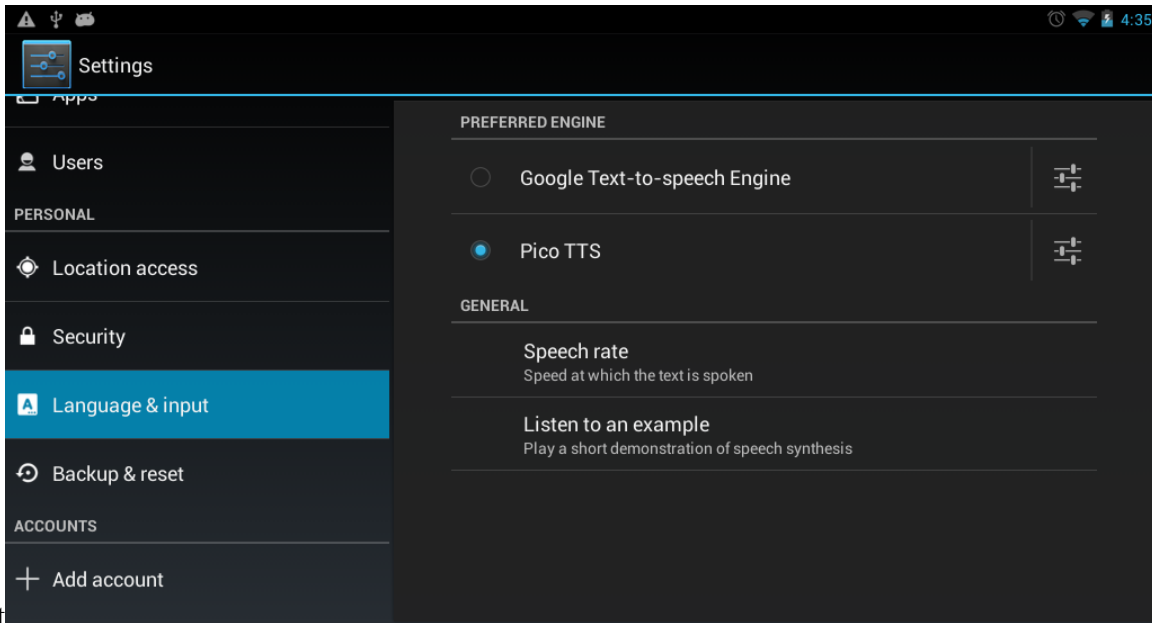 4:35
Settings
Apps
Users
PERSONAL
Location access
Security
Language & input
Backup & reset
ACCOUNTS
Add account
PREFERRED ENGINE
Google Text-to-speech Engine
Pico TTS
GENERAL
Speech rate
Speed at which the text is spoken
Listen to an example
Play a short demonstration of speech synthesis